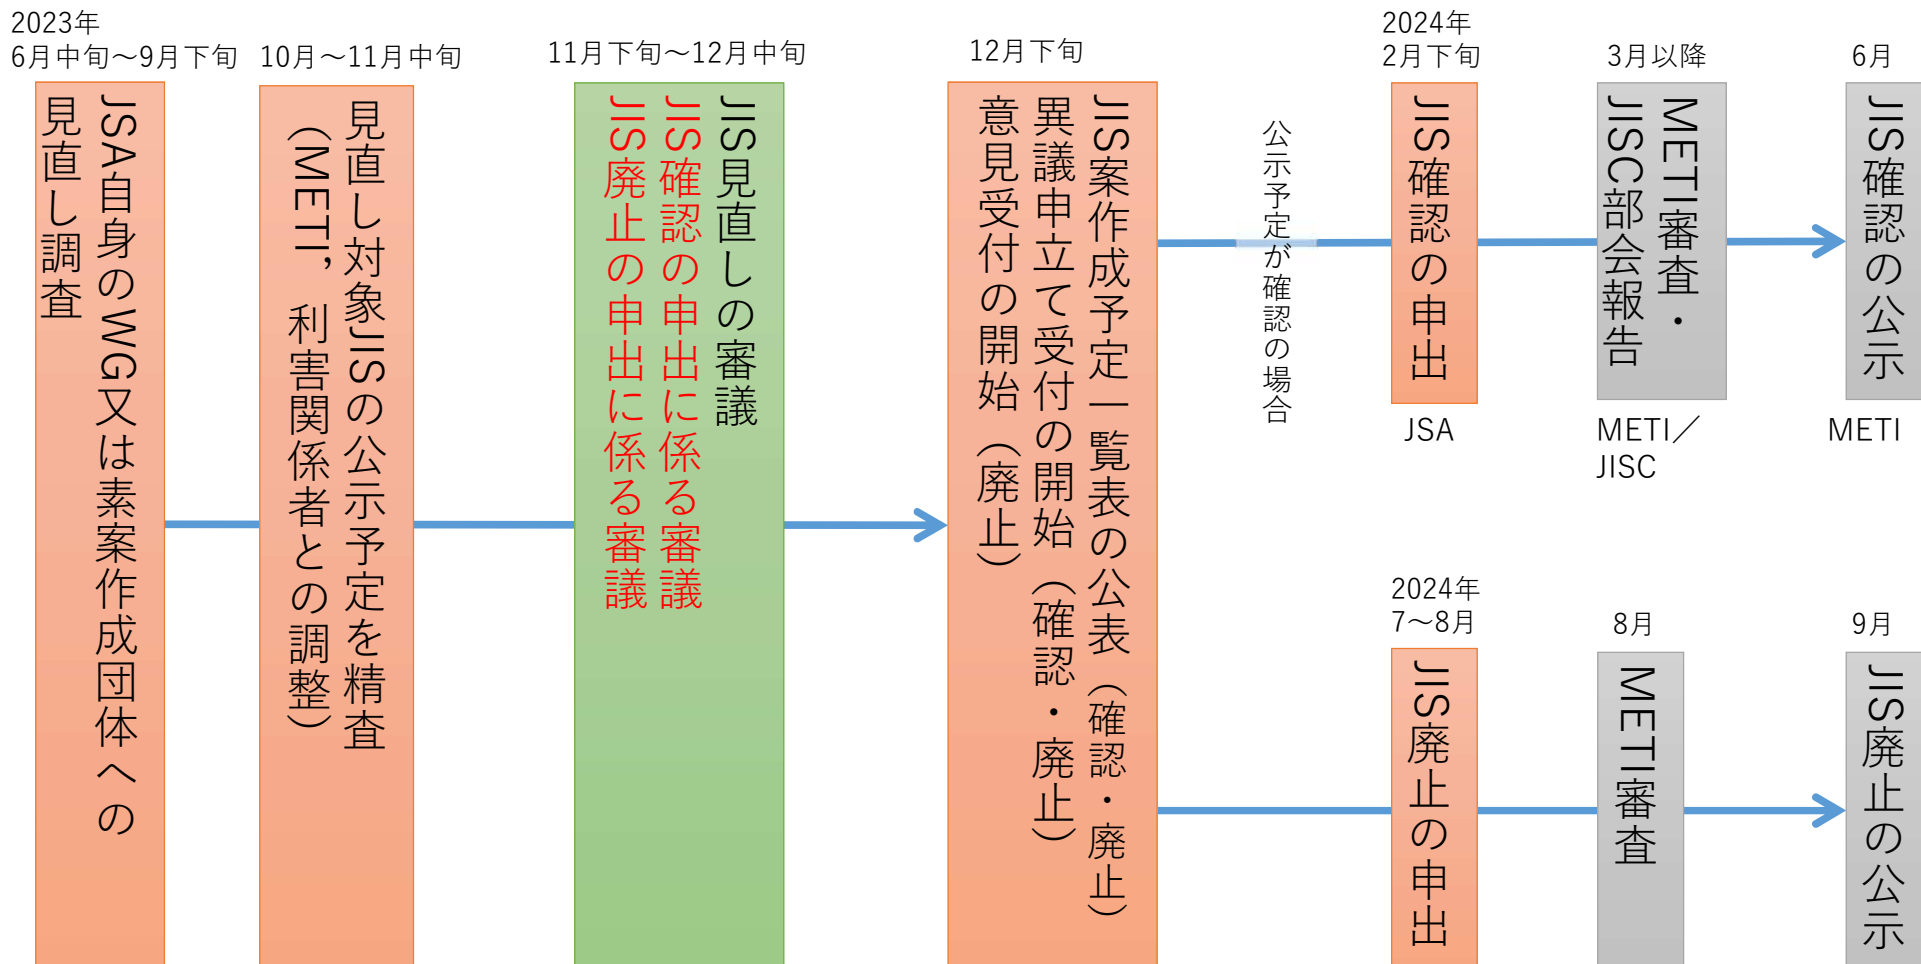 2023年
6月中旬～9月下旬
JSA自身のWG又は素案作成団体への
見直し調査
10月～11月中旬
見直し対象JISの公示予定を精査
（METI，利害関係者との調整）
11月下旬～12月中旬
JIS見直しの審議
JIS確認の申出に係る審議
JIS廃止の申出に係る審議
12月下旬
JIS案作成予定一覧表の公表（確認・廃止）
異議申立て受付の開始（確認・廃止）
意見受付の開始（廃止）
公示予定が確認の場合
2024年
2月下旬
JIS確認の申出
JSA
3月以降
METI審査・
JISC部会報告
METI／
JISC
6月
JIS確認の公示
METI
2024年
7～8月
JIS廃止の申出
8月
METI審査
9月
JIS廃止の公示